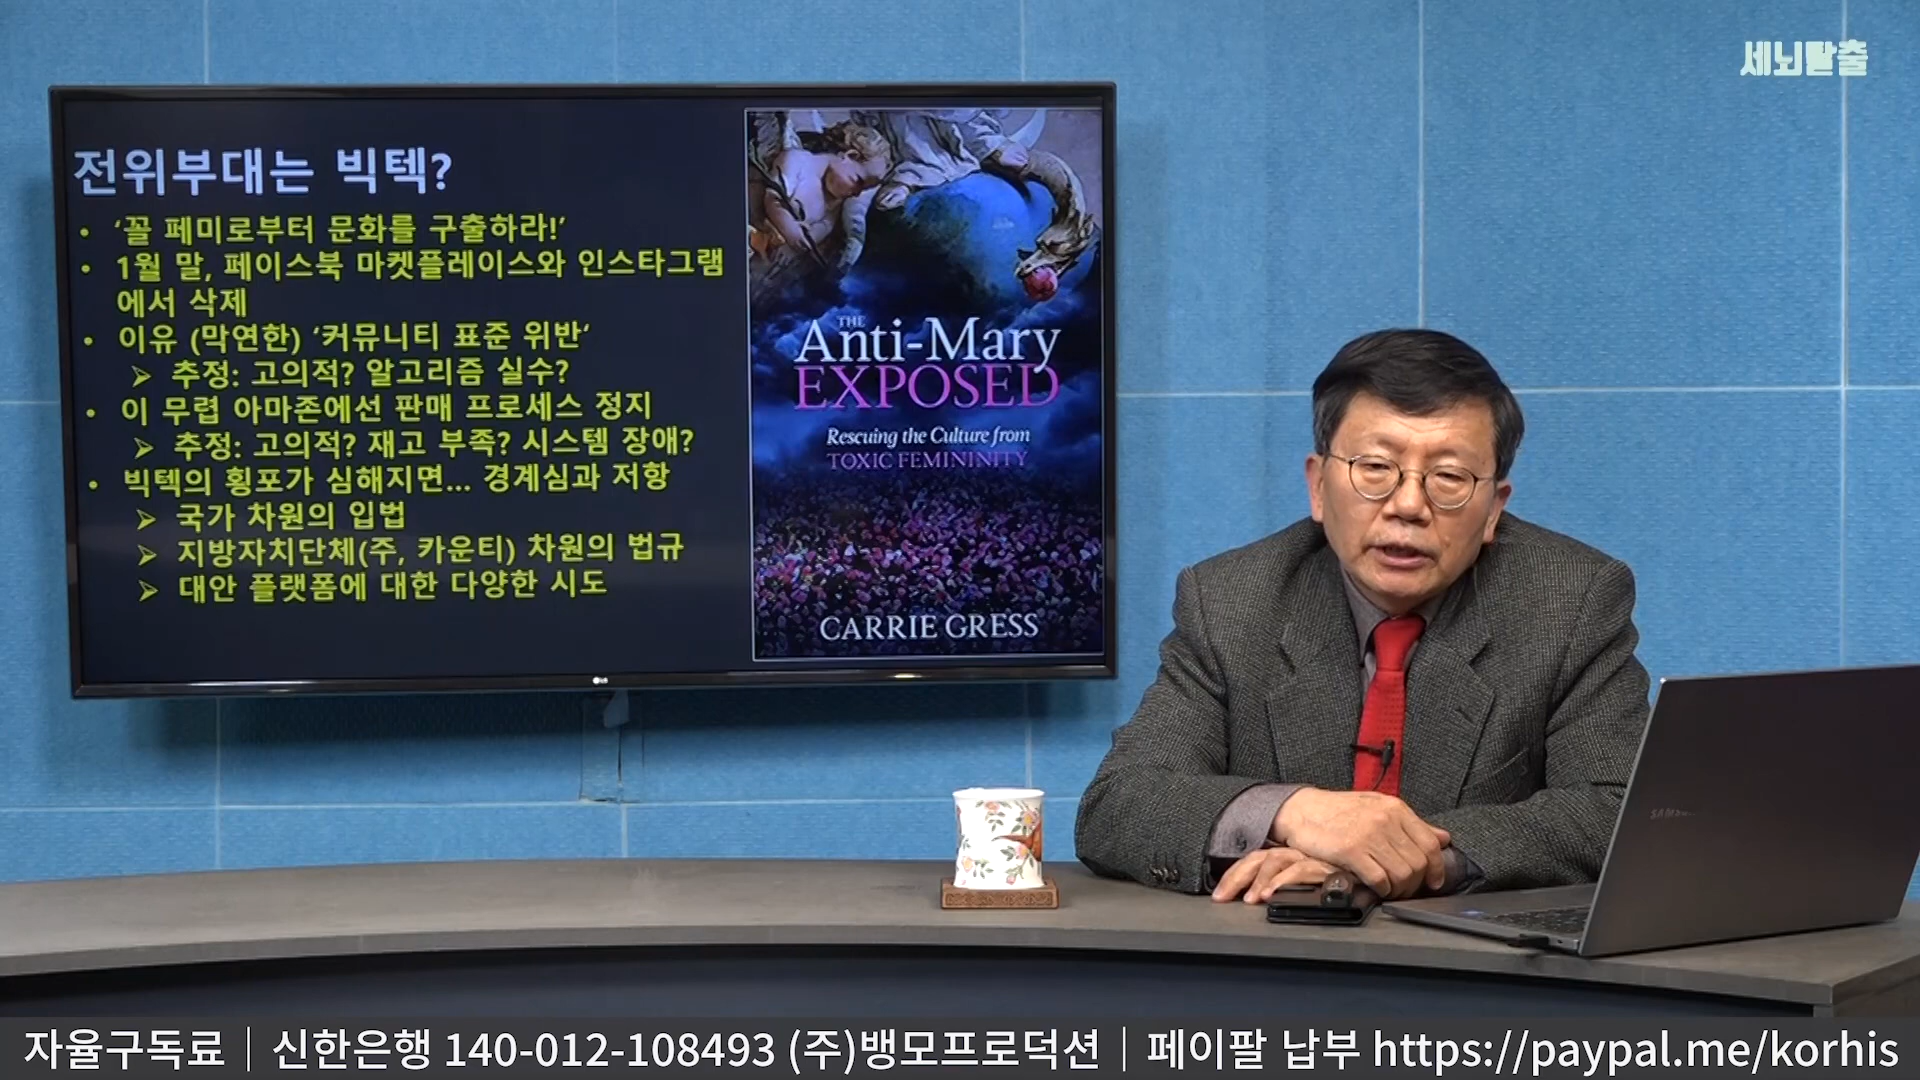 세뇌탈출
전위부대는 빅텍?
• ‘꼴 페미로부터 문화를 구출하라!’
• 1월 말, 페이스북 마켓플레이스와 인스타그램
에서 삭제
• 이유 (막연한) ‘커뮤니티 표준 위반‘
➢ 추정: 고의적? 알고리즘 실수?
• 이 무렵 아마존에선 판매 프로세스 정지
➢ 추정: 고의적? 재고 부족? 시스템 장애?
• 빅텍의 횡포가 심해지면... 경계심과 저항
➢ 국가 차원의 입법
➢ 지방자치단체(주, 카운티) 차원의 법규
➢ 대안 플랫폼에 대한 다양한 시도
THE
Anti-Mary
EXPOSED
Rescuing the Culture from
TOXIC FEMININITY
CARRIE GRESS
LG
자율구독료│신한은행 140-012-108493 (주)뱅모프로덕션│페이팔 납부 https://paypal.me/korhis